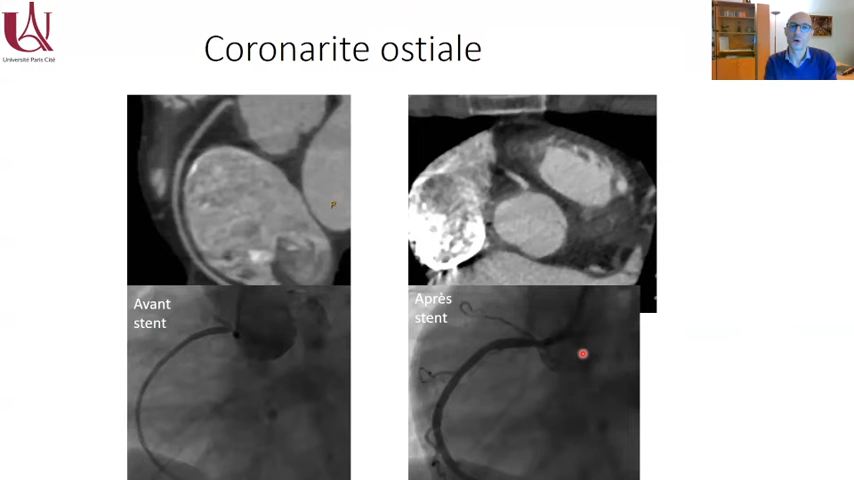 Université Paris Cité
Coronarite ostiale
P
Avant
stent
Après
stent